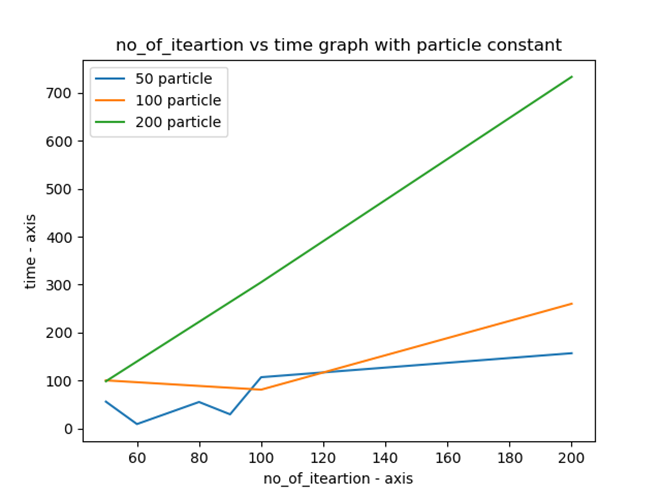 no_of_iteartion vs time graph with particle constant
50 particle
100 particle
200 particle
700
600
500
400
300
200
100
0
time - axis
60 80 100 120 140 160 180 200
no_of_iteartion - axis